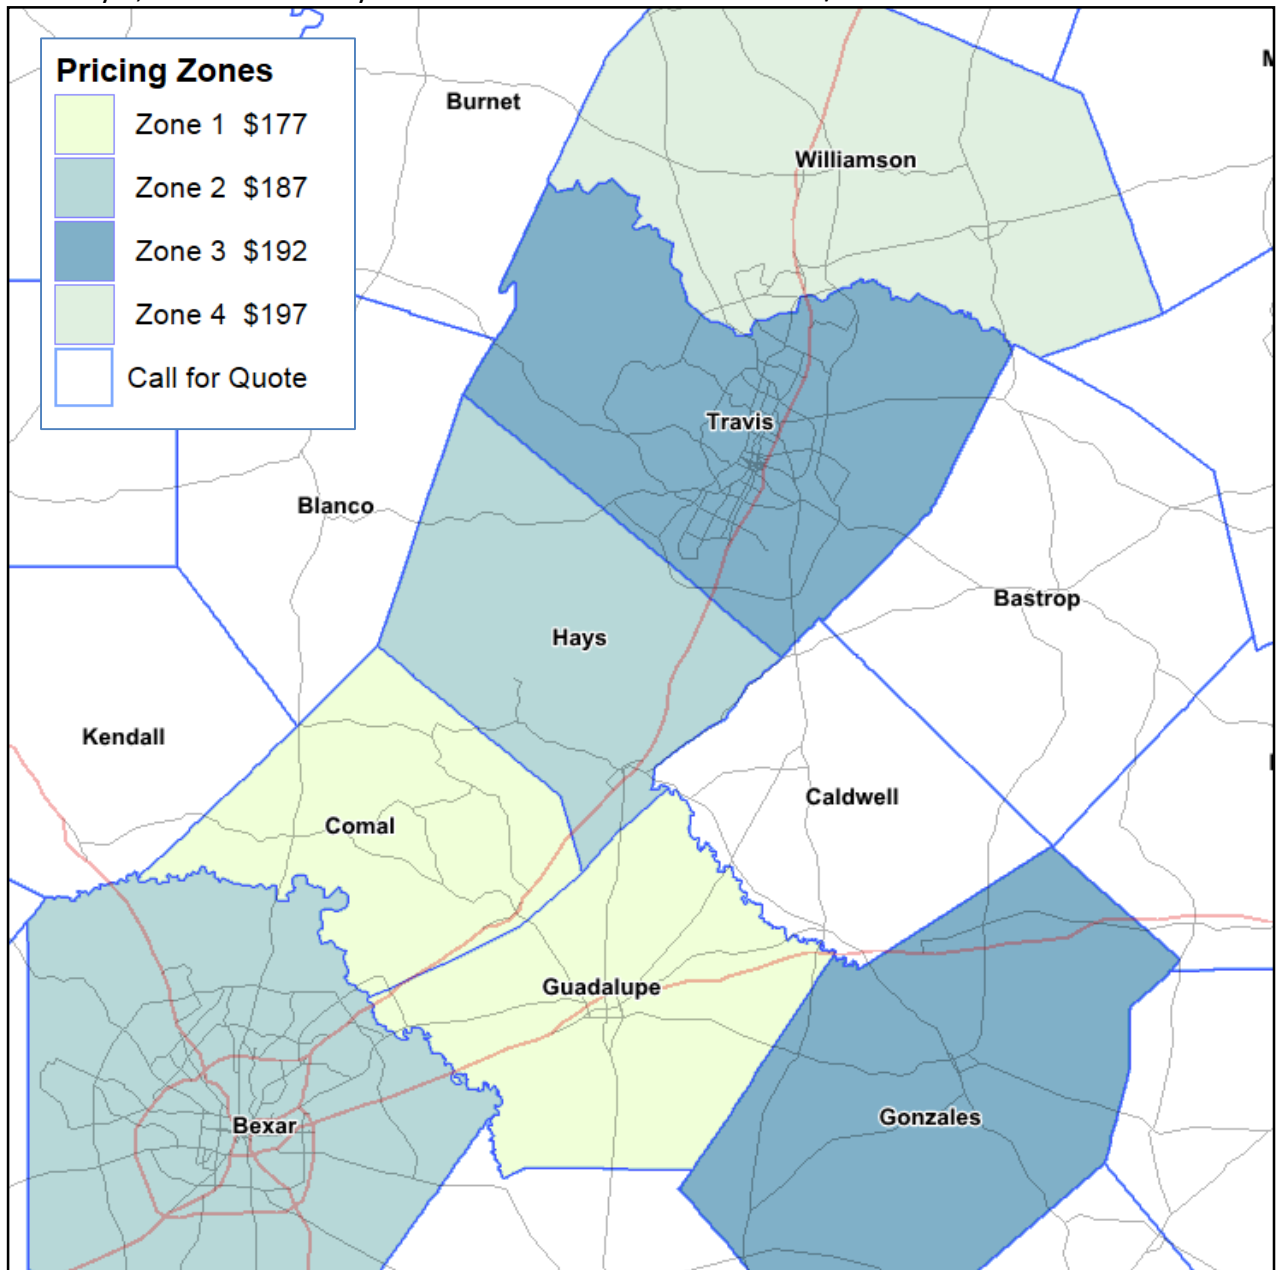 Pricing Zones
Zone 1 $177
Zone 2 $187
Zone 3 $192
Zone 4 $197
Call for Quote
Burnet
Williamson
Travis
Blanco
Bastrop
Hays
Kendall
Caldwell
Comal
Guadalupe
Gonzales
Bexar